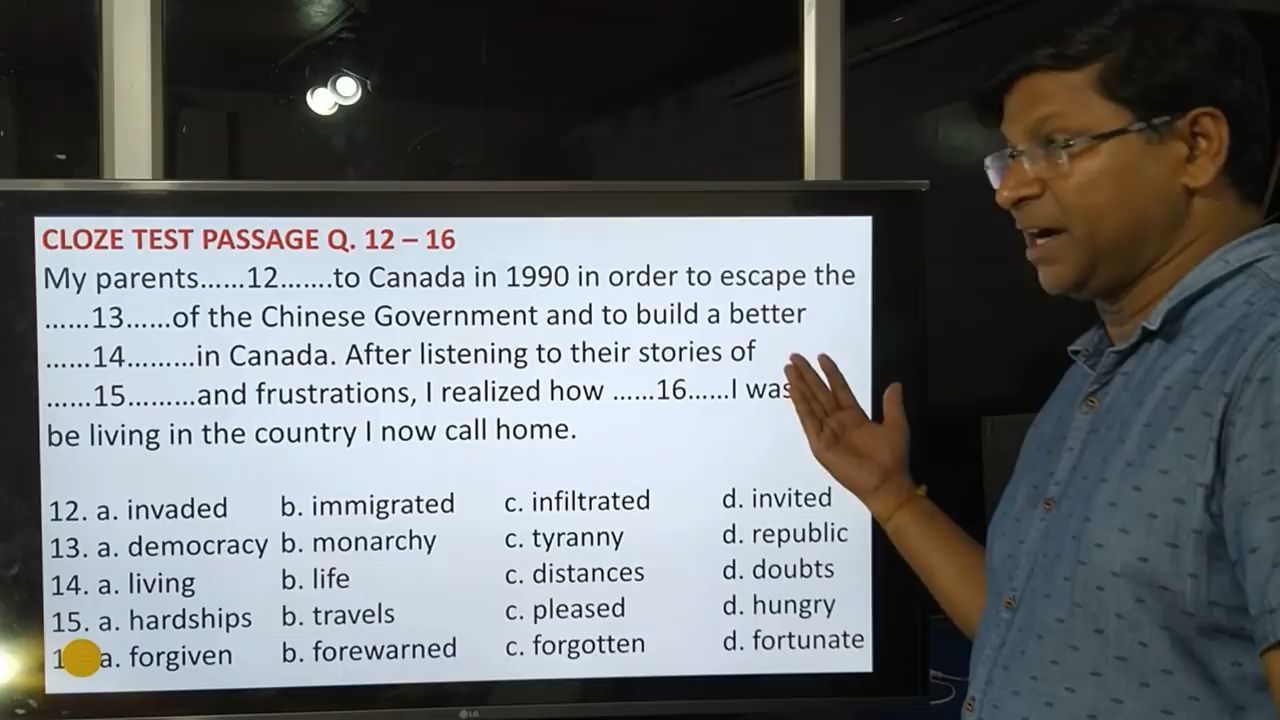 CLOZE TEST PASSAGE Q. 12 – 16
My parents......12.......to Canada in 1990 in order to escape the
......13......of the Chinese Government and to build a better
......14.........in Canada. After listening to their stories of
......15.........and frustrations, I realized how ......16......I was
be living in the country I now call home.
12. a. invaded b. immigrated c. infiltrated d. invited
13. a. democracy b. monarchy c. tyranny d. republic
14. a. living b. life c. distances d. doubts
15. a. hardships b. travels c. pleased d. hungry
1 a. forgiven b. forewarned c. forgotten d. fortunate
LG